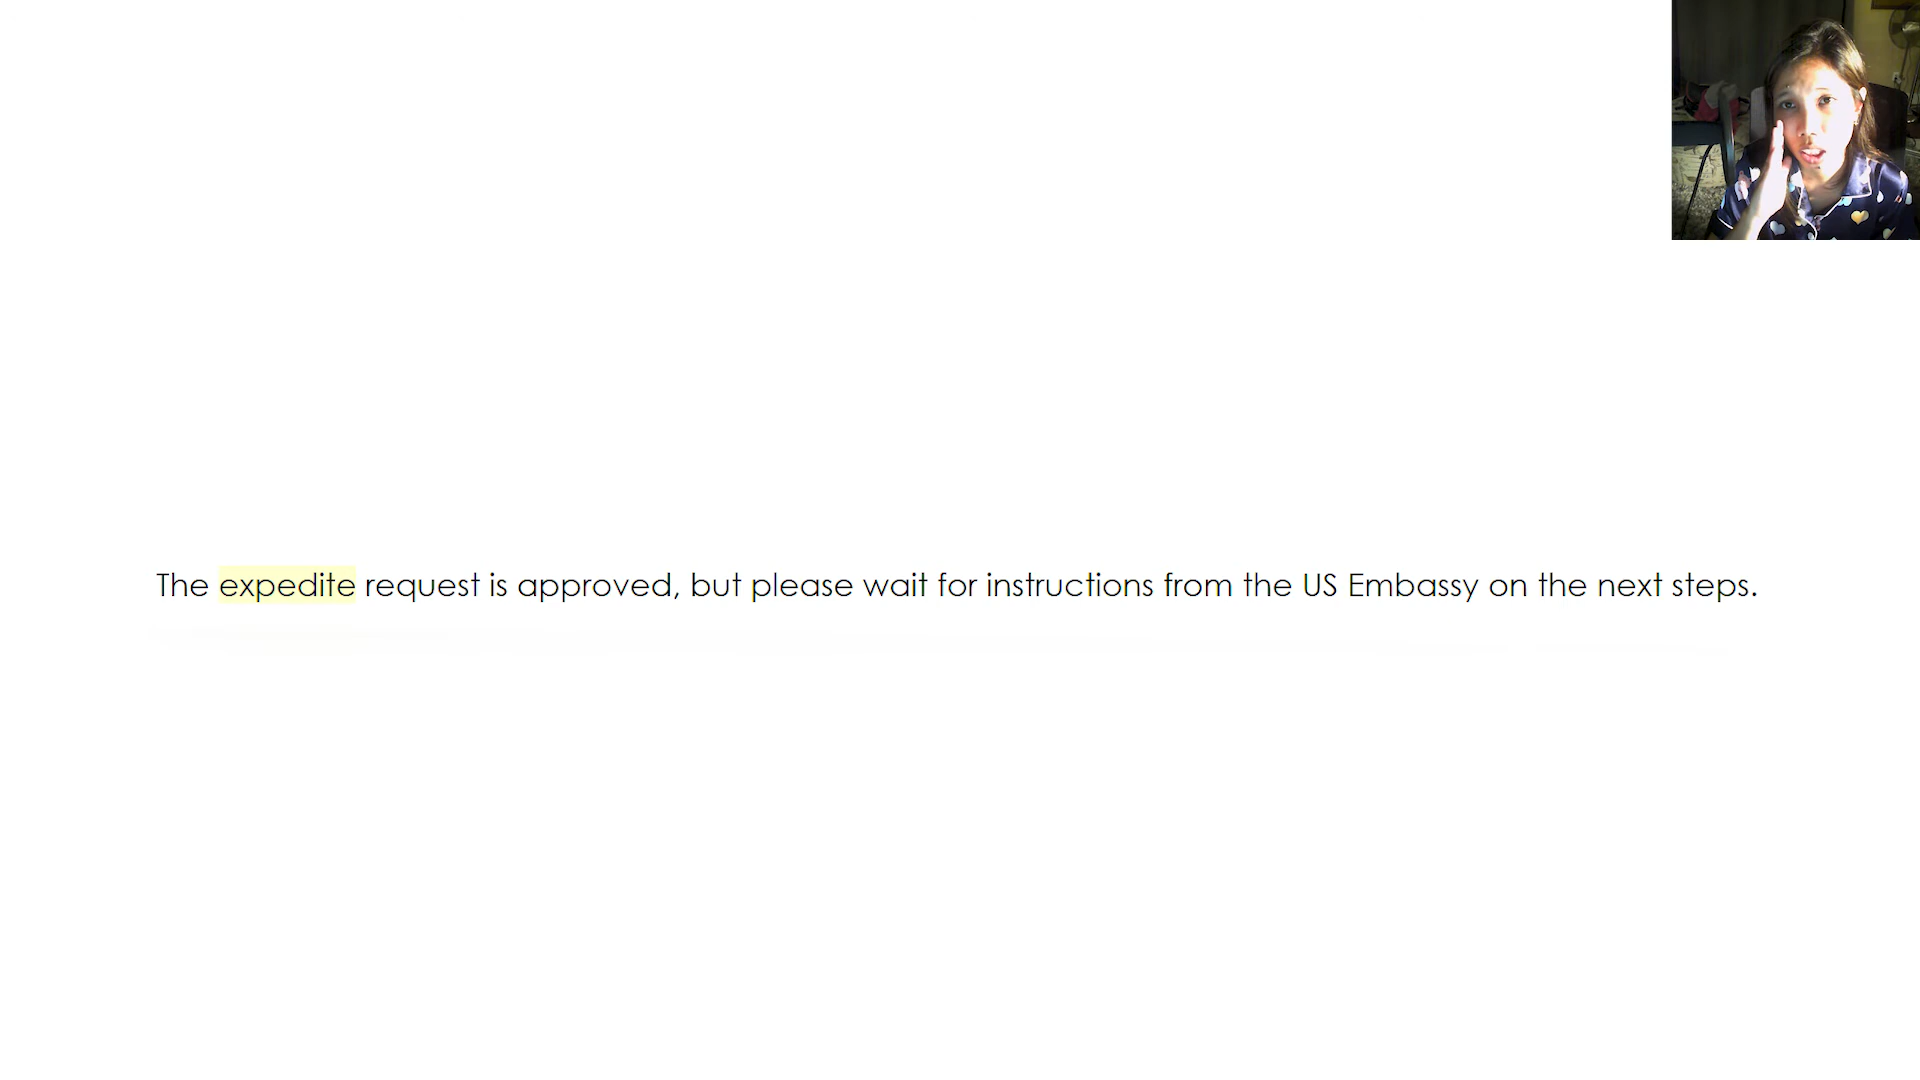 The expedite request is approved, but please wait for instructions from the US Embassy on the next steps.